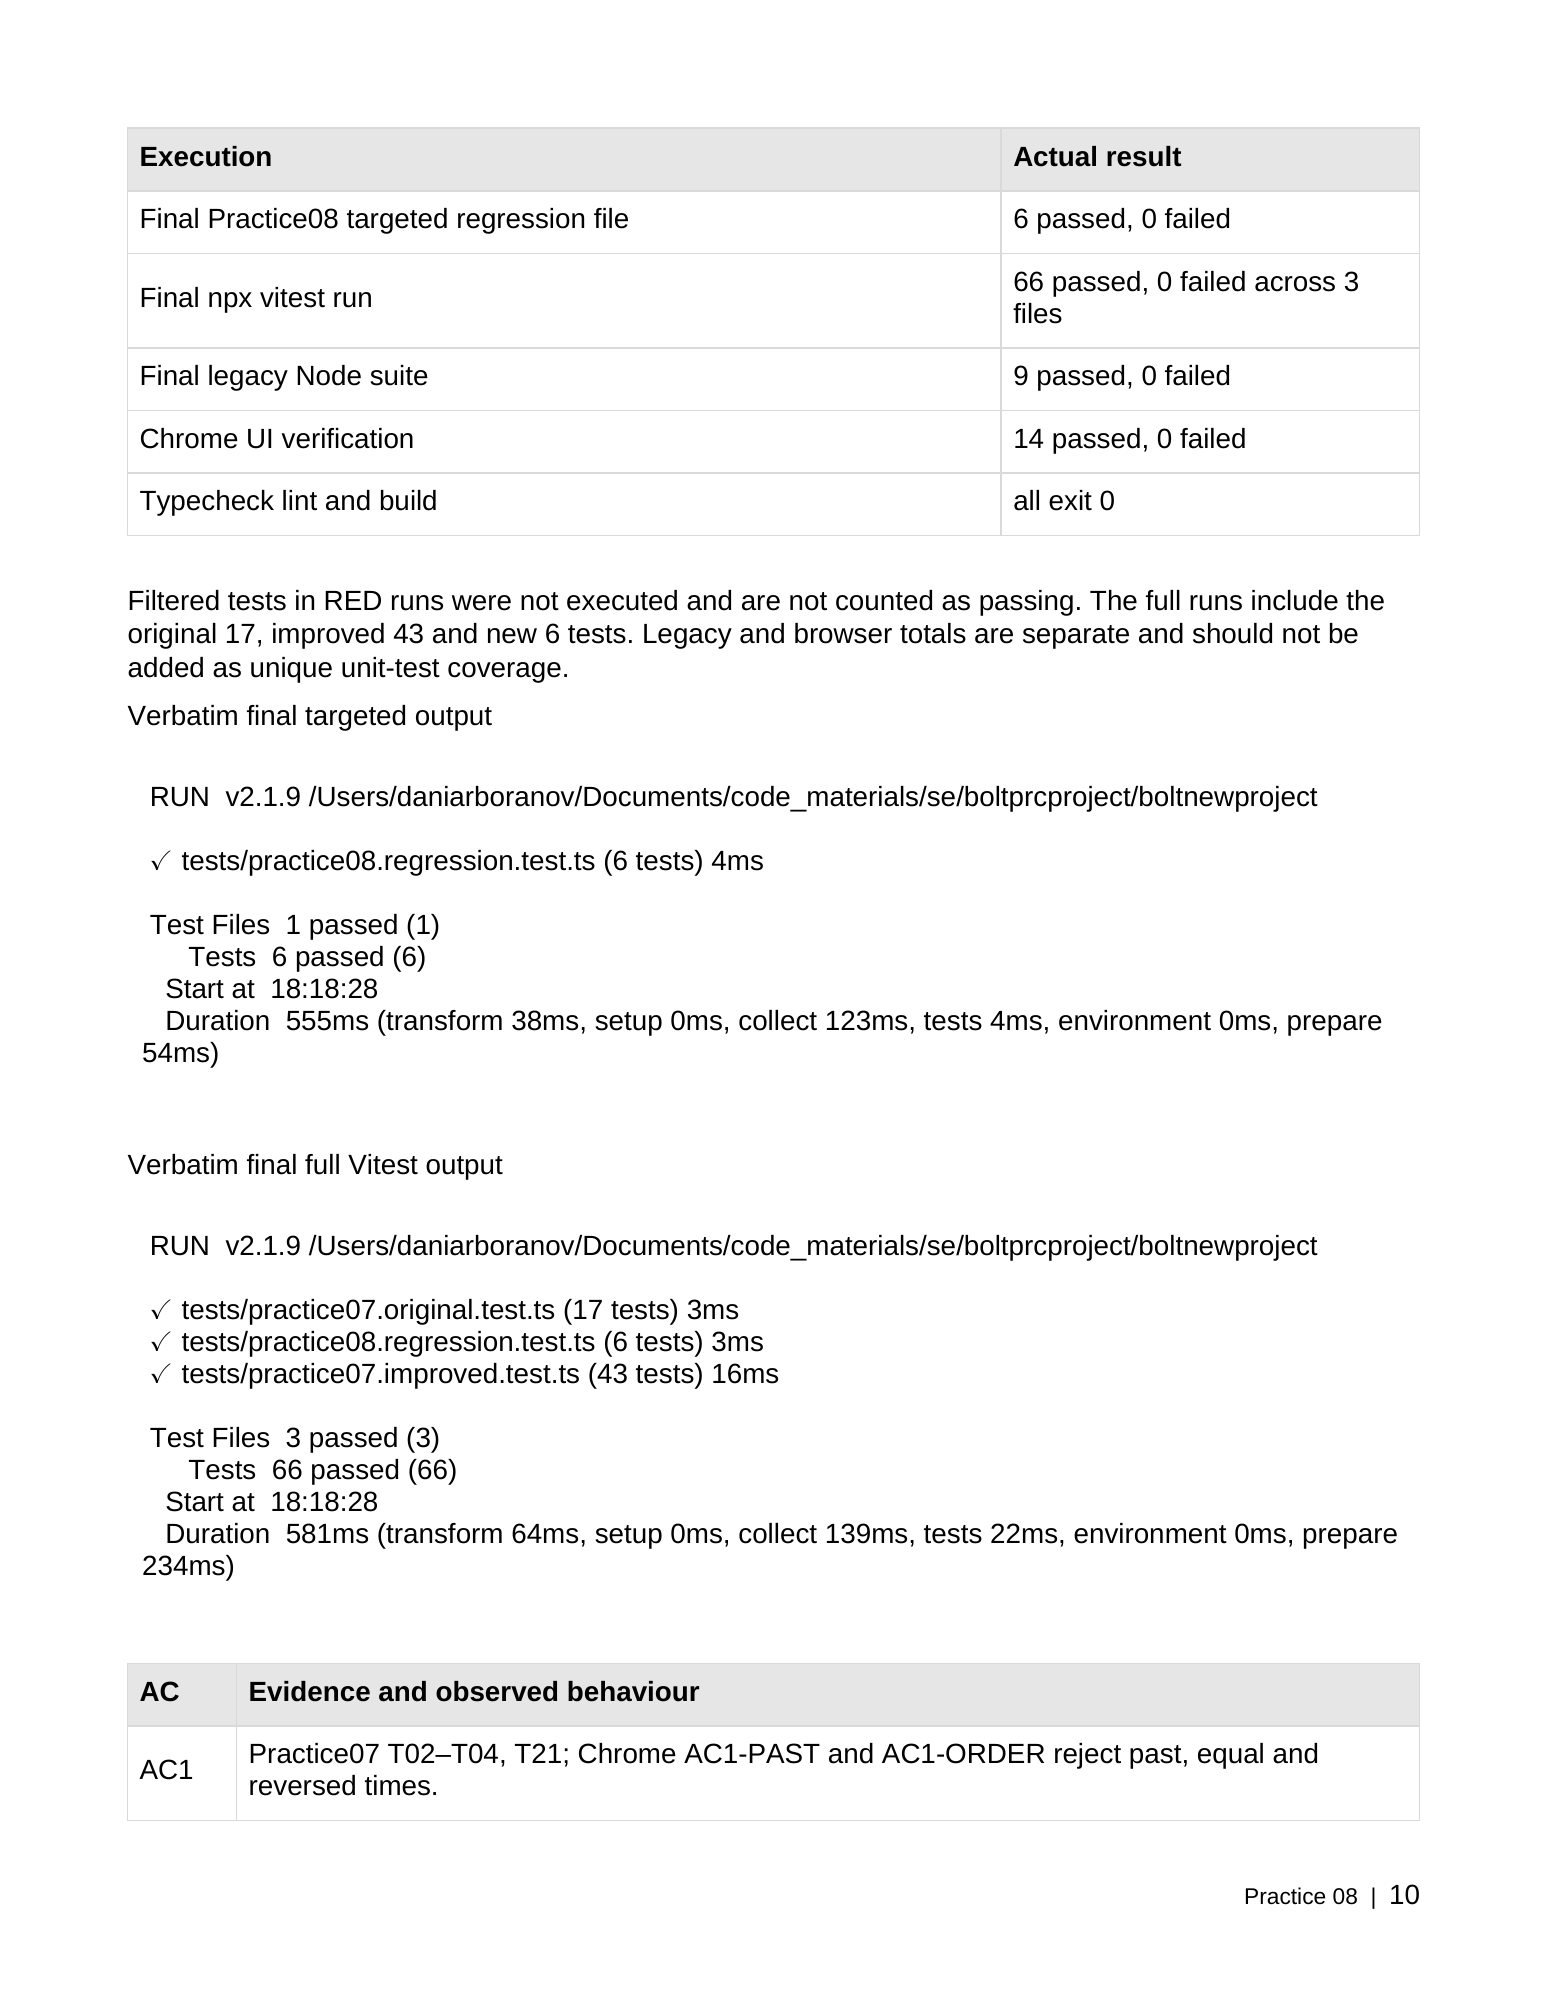 Execution
Actual result
Final Practice08 targeted regression file
6 passed, 0 failed
Final npx vitest run
66 passed, 0 failed across 3
files
Final legacy Node suite
9 passed, 0 failed
Chrome UI verification
14 passed, 0 failed
Typecheck lint and build
all exit 0
Filtered tests in RED runs were not executed and are not counted as passing. The full runs include the
original 17, improved 43 and new 6 tests. Legacy and browser totals are separate and should not be
added as unique unit-test coverage.
Verbatim final targeted output
RUN  v2.1.9 /Users/daniarboranov/Documents/code_materials/se/boltprcproject/boltnewproject
✓ tests/practice08.regression.test.ts (6 tests) 4ms
Test Files  1 passed (1)
Tests  6 passed (6)
Start at  18:18:28
Duration  555ms (transform 38ms, setup 0ms, collect 123ms, tests 4ms, environment 0ms, prepare
54ms)
Verbatim final full Vitest output
RUN  v2.1.9 /Users/daniarboranov/Documents/code_materials/se/boltprcproject/boltnewproject
✓ tests/practice07.original.test.ts (17 tests) 3ms
✓ tests/practice08.regression.test.ts (6 tests) 3ms
✓ tests/practice07.improved.test.ts (43 tests) 16ms
Test Files  3 passed (3)
Tests  66 passed (66)
Start at  18:18:28
Duration  581ms (transform 64ms, setup 0ms, collect 139ms, tests 22ms, environment 0ms, prepare
234ms)
AC
Evidence and observed behaviour
AC1
Practice07 T02–T04, T21; Chrome AC1-PAST and AC1-ORDER reject past, equal and
reversed times.
Practice 08 | 10